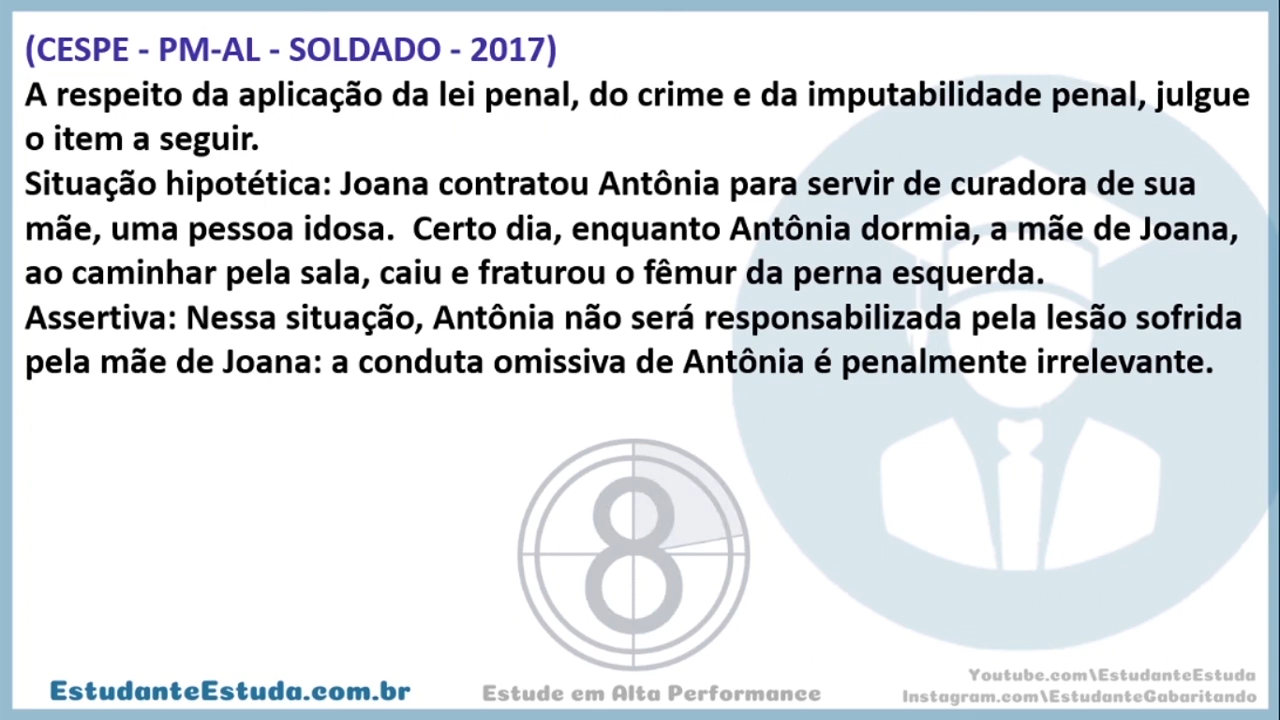 (CESPE - PM-AL - SOLDADO - 2017)
A respeito da aplicação da lei penal, do crime e da imputabilidade penal, julgue
o item a seguir.
Situação hipotética: Joana contratou Antônia para servir de curadora de sua
mãe, uma pessoa idosa.  Certo dia, enquanto Antônia dormia, a mãe de Joana,
ao caminhar pela sala, caiu e fraturou o fêmur da perna esquerda.
Assertiva: Nessa situação, Antônia não será responsabilizada pela lesão sofrida
pela mãe de Joana: a conduta omissiva de Antônia é penalmente irrelevante.
8
EstudanteEstuda.com.br
Estude em Alta Performance
Youtube.com\EstudanteEstuda
Instagram.com\EstudanteGabaritando